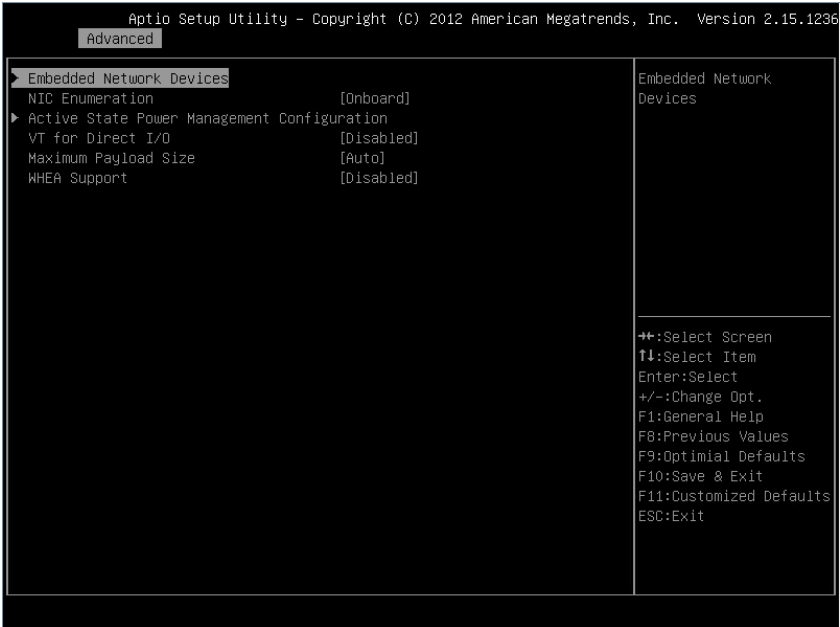 Aptio Setup Utility – Copyright (C) 2012 American Megatrends, Inc. Version 2.15.1236
Advanced
► Embedded Network Devices
NIC Enumeration [Onboard]
► Active State Power Management Configuration
VT for Direct I/O [Disabled]
Maximum Payload Size [Auto]
WHEA Support [Disabled]
Embedded Network
Devices
→←:Select Screen
↑↓:Select Item
Enter:Select
+/-:Change Opt.
F1:General Help
F8:Previous Values
F9:Optimial Defaults
F10:Save & Exit
F11:Customized Defaults
ESC:Exit